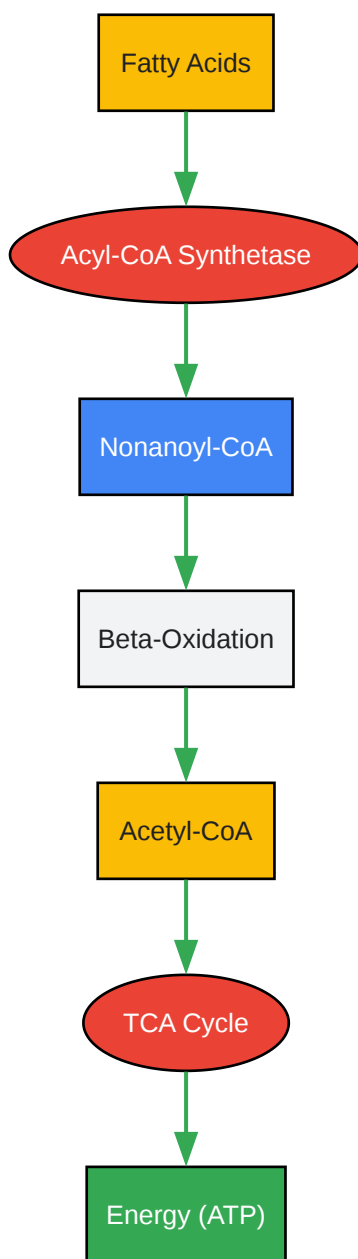 Fatty Acids
Acyl-CoA Synthetase
Nonanoyl-CoA
Beta-Oxidation
Acetyl-CoA
TCA Cycle
Energy (ATP)